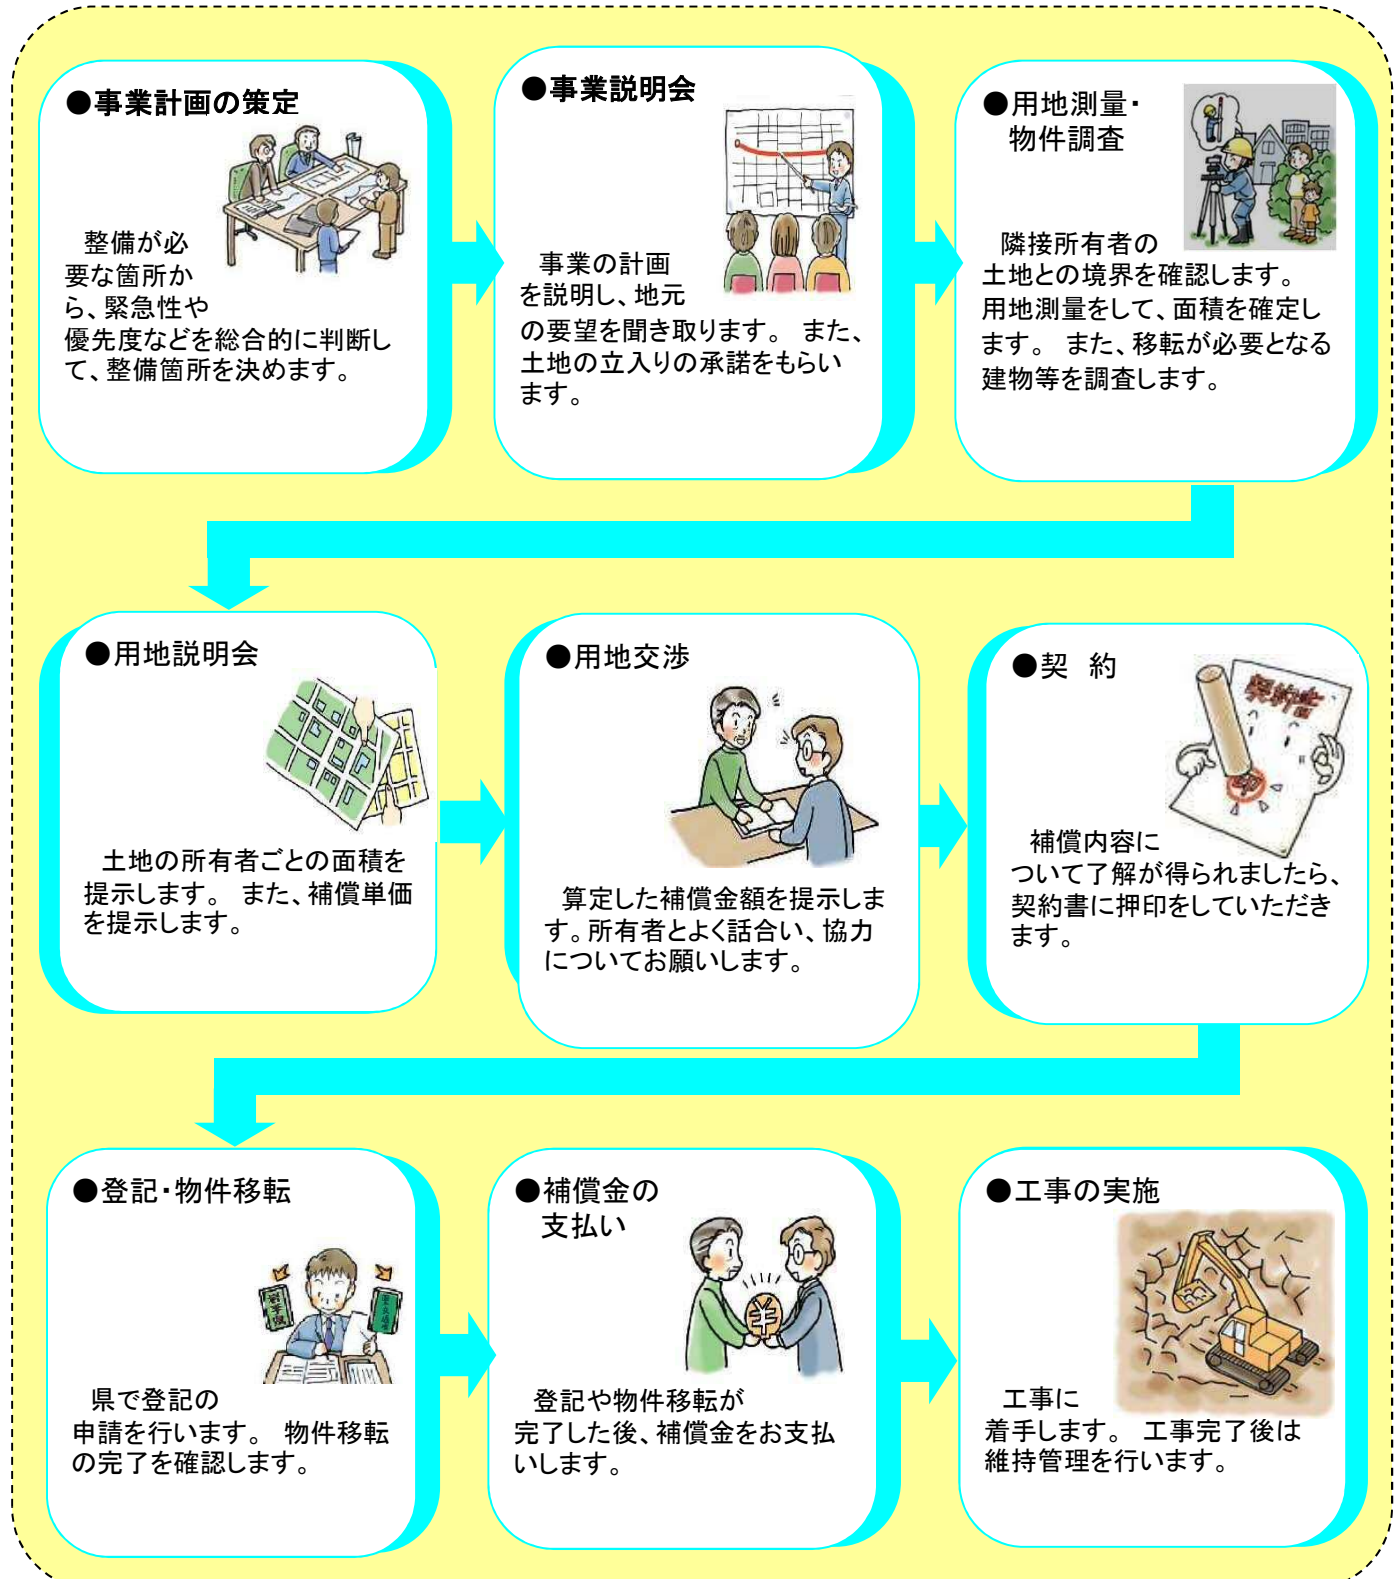 ●事業計画の策定
整備が必
要な箇所か
ら、緊急性や
優先度などを総合的に判断し
て、整備箇所を決めます。
●事業説明会
事業の計画
を説明し、地元
の要望を聞き取ります。 また、
土地の立入りの承諾をもらい
ます。
●用地測量・
物件調査
隣接所有者の
土地との境界を確認します。
用地測量をして、面積を確定し
ます。 また、移転が必要となる
建物等を調査します。
●用地説明会
土地の所有者ごとの面積を
提示します。 また、補償単価
を提示します。
●用地交渉
算定した補償金額を提示しま
す。所有者とよく話合い、協力
についてお願いします。
●契 約
契約書
印
補償内容に
ついて了解が得られましたら、
契約書に押印をしていただき
ます。
●登記・物件移転
岩手県
県で登記の
申請を行います。 物件移転
の完了を確認します。
●補償金の
支払い
¥
登記や物件移転が
完了した後、補償金をお支払
いします。
●工事の実施
工事に
着手します。 工事完了後は
維持管理を行います。